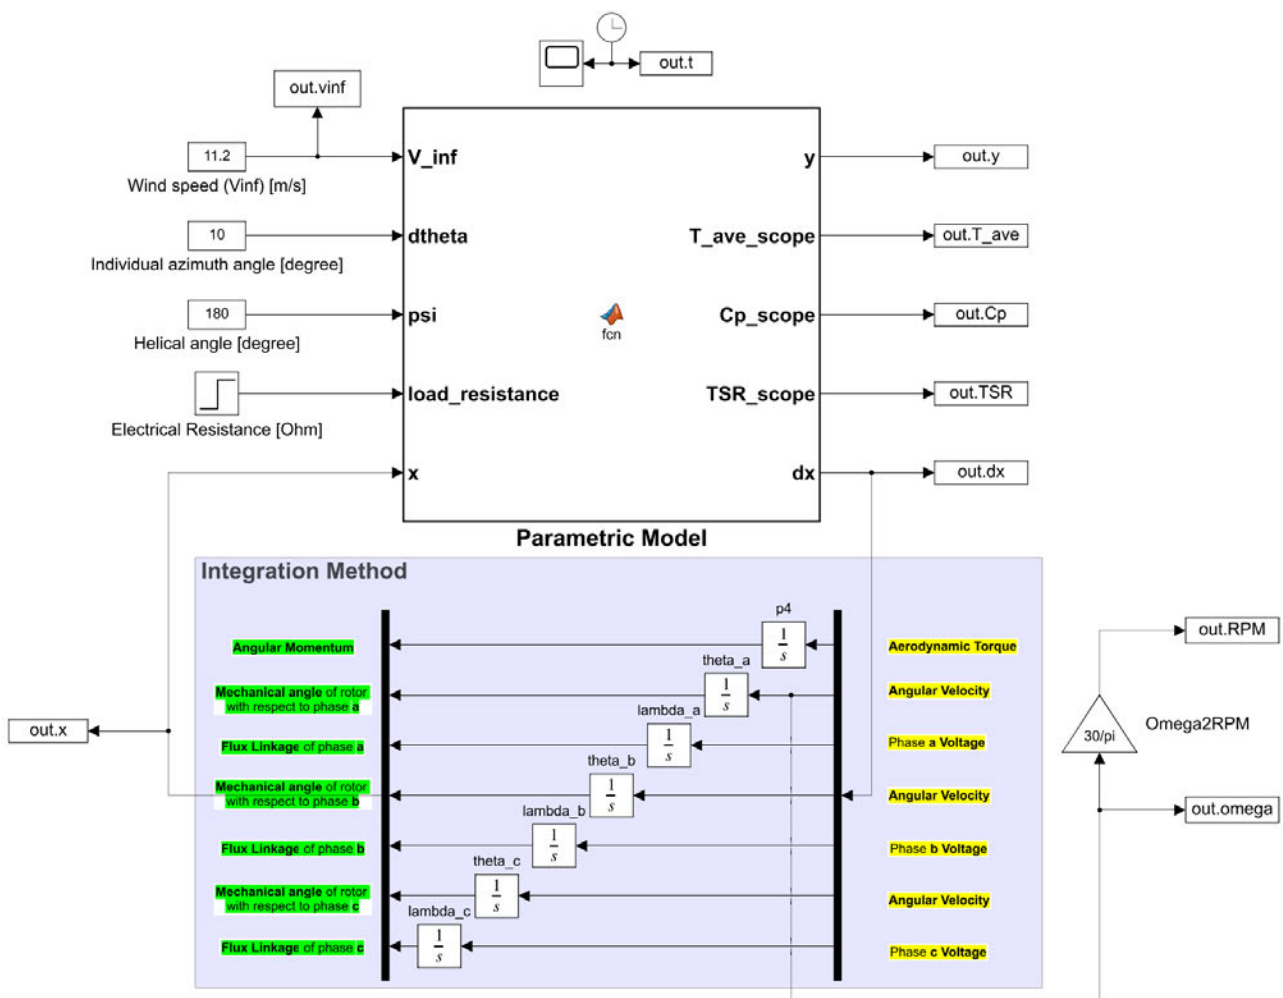 out.t
out.vinf
11.2
V_inf
y
out.y
Wind speed (Vinf) [m/s]
10
dtheta
T_ave_scope
out.T_ave
Individual azimuth angle [degree]
180
psi
fcn
Cp_scope
out.Cp
Helical angle [degree]
load_resistance
TSR_scope
out.TSR
Electrical Resistance [Ohm]
x
dx
out.dx
Parametric Model
Integration Method
p4
1
s
Angular Momentum
Aerodynamic Torque
out.RPM
theta_a
1
s
Mechanical angle of rotor
with respect to phase a
Angular Velocity
lambda_a
1
s
out.x
Flux Linkage of phase a
Phase a Voltage
30/pi
Omega2RPM
theta_b
1
s
Mechanical angle of rotor
with respect to phase b
Angular Velocity
out.omega
lambda_b
1
s
Flux Linkage of phase b
Phase b Voltage
theta_c
1
s
Mechanical angle of rotor
with respect to phase c
Angular Velocity
lambda_c
1
s
Flux Linkage of phase c
Phase c Voltage